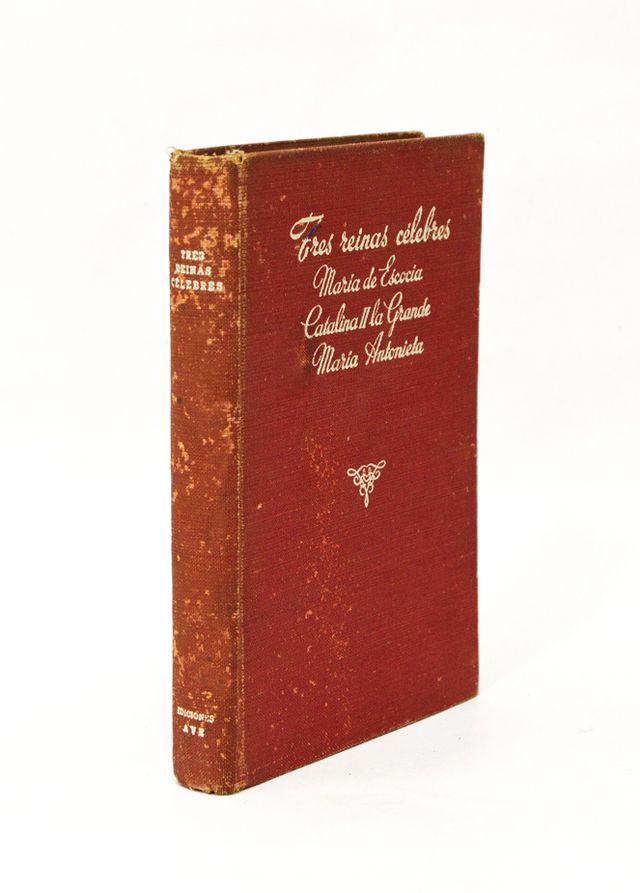 TRES
REINAS
CÉLEBRES
EDICIONES
AVE
Tres reinas célebres
María de Escocia
Catalina II la Grande
María Antonieta